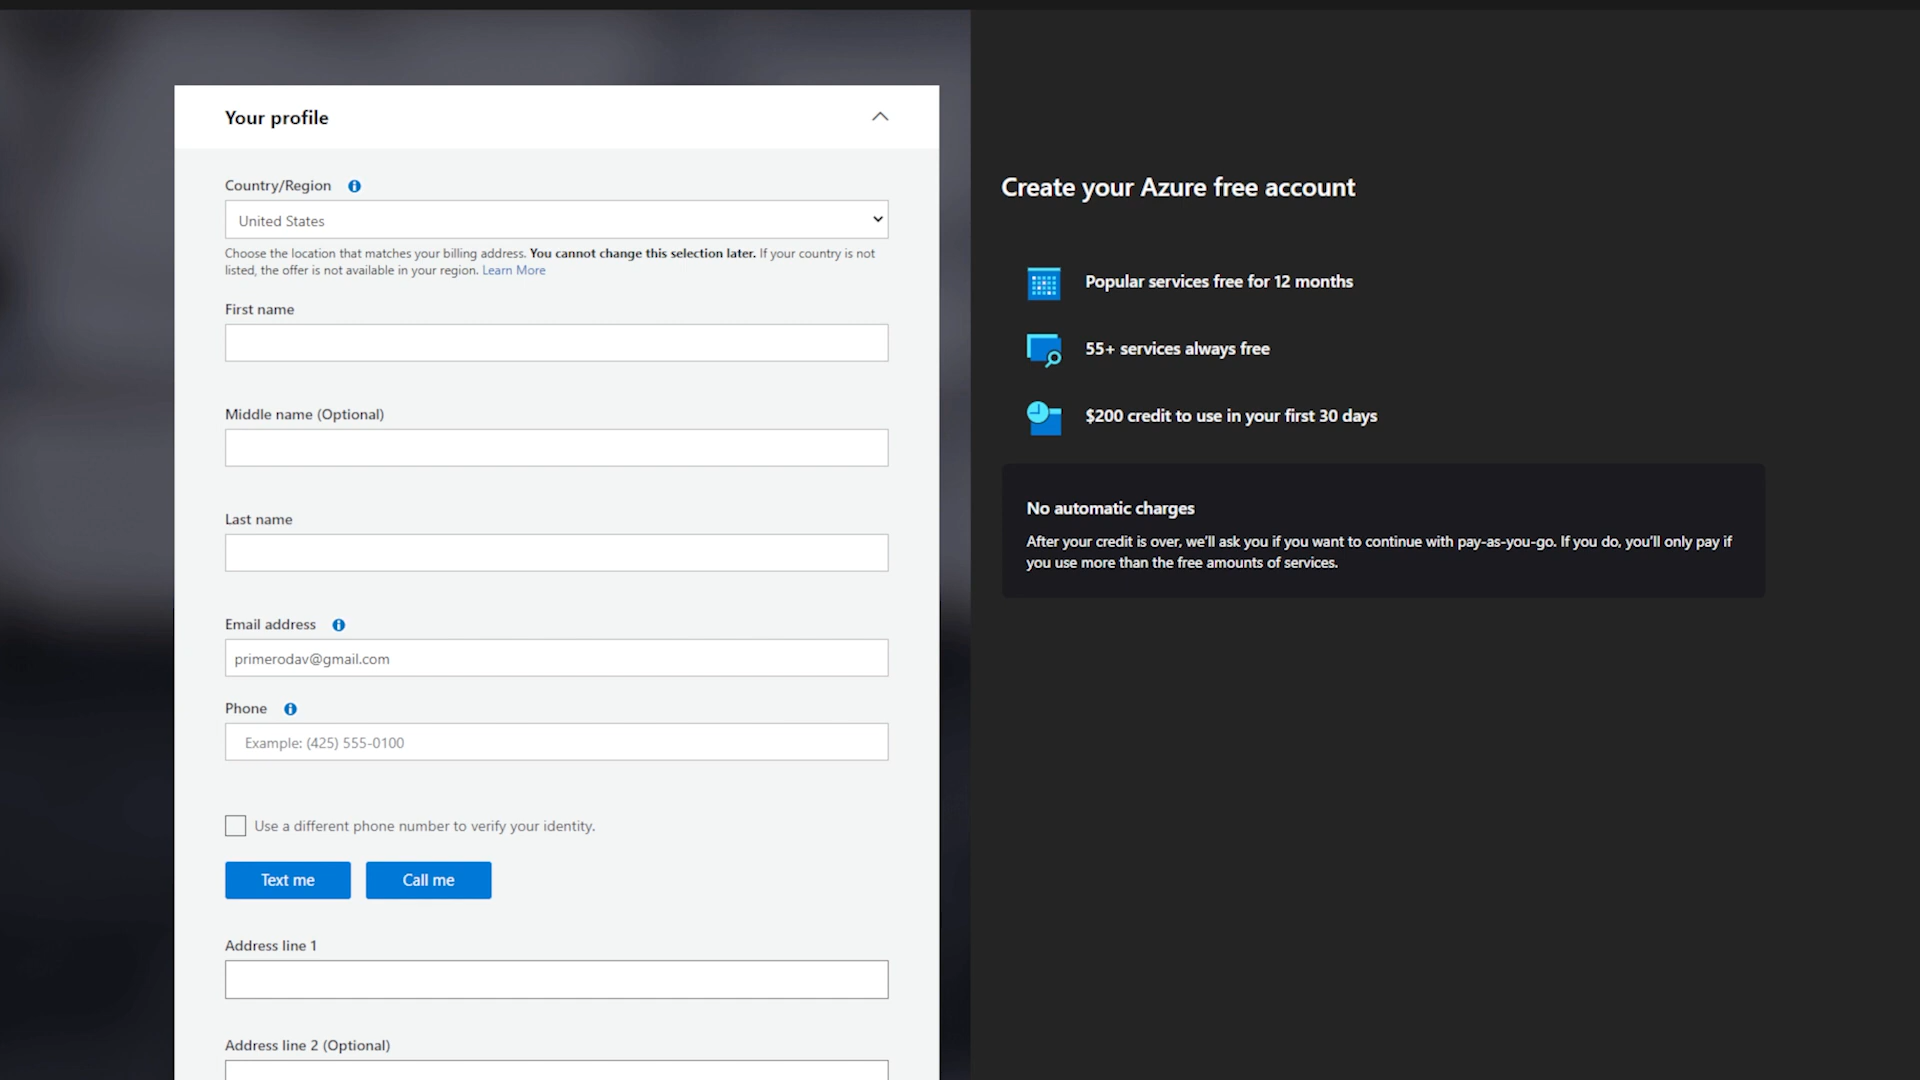 Your profile
Country/Region
United States
Choose the location that matches your billing address. You cannot change this selection later. If your country is not
listed, the offer is not available in your region. Learn More
First name
Middle name (Optional)
Last name
Email address
primerodav@gmail.com
Phone
Example: (425) 555-0100
Use a different phone number to verify your identity.
Text me
Call me
Address line 1
Address line 2 (Optional)
Create your Azure free account
Popular services free for 12 months
55+ services always free
$200 credit to use in your first 30 days
No automatic charges
After your credit is over, we’ll ask you if you want to continue with pay-as-you-go. If you do, you’ll only pay if
you use more than the free amounts of services.